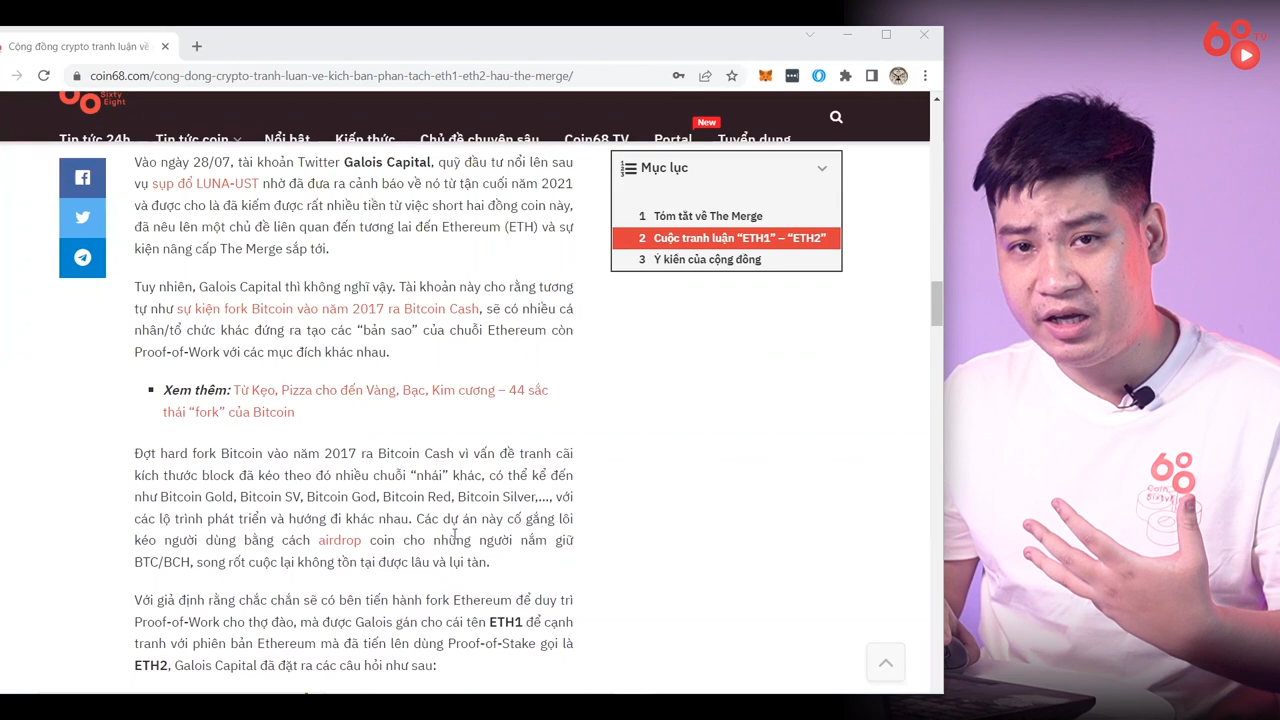 Cộng đồng crypto tranh luận về
coin68.com/cong-dong-crypto-tranh-luan-ve-kich-ban-phan-tach-eth1-eth2-hau-the-merge/
68 TV
Sixty
Eight
New
Tin tức 24h Tin tức coin Nổi bật Kiến thức Chủ đề chuyên sâu Coin68 TV Portal Tuyển dụng
Vào ngày 28/07, tài khoản Twitter Galois Capital, quỹ đầu tư nổi lên sau
vụ sụp đổ LUNA-UST nhờ đã đưa ra cảnh báo về nó từ tận cuối năm 2021
và được cho là đã kiếm được rất nhiều tiền từ việc short hai đồng coin này,
đã nêu lên một chủ đề liên quan đến tương lai đến Ethereum (ETH) và sự
kiện nâng cấp The Merge sắp tới.
Tuy nhiên, Galois Capital thì không nghĩ vậy. Tài khoản này cho rằng tương
tự như sự kiện fork Bitcoin vào năm 2017 ra Bitcoin Cash, sẽ có nhiều cá
nhân/tổ chức khác đứng ra tạo các “bản sao” của chuỗi Ethereum còn
Proof-of-Work với các mục đích khác nhau.
Xem thêm: Từ Kẹo, Pizza cho đến Vàng, Bạc, Kim cương – 44 sắc
thái “fork” của Bitcoin
Đợt hard fork Bitcoin vào năm 2017 ra Bitcoin Cash vì vấn đề tranh cãi
kích thước block đã kéo theo đó nhiều chuỗi “nhái” khác, có thể kể đến
như Bitcoin Gold, Bitcoin SV, Bitcoin God, Bitcoin Red, Bitcoin Silver,…, với
các lộ trình phát triển và hướng đi khác nhau. Các dự án này cố gắng lôi
kéo người dùng bằng cách airdrop coin cho những người nắm giữ
BTC/BCH, song rốt cuộc lại không tồn tại được lâu và lụi tàn.
Với giả định rằng chắc chắn sẽ có bên tiến hành fork Ethereum để duy trì
Proof-of-Work cho thợ đào, mà được Galois gán cho cái tên ETH1 để cạnh
tranh với phiên bản Ethereum mà đã tiến lên dùng Proof-of-Stake gọi là
ETH2, Galois Capital đã đặt ra các câu hỏi như sau:
Mục lục
1 Tóm tắt về The Merge
2 Cuộc tranh luận “ETH1” – “ETH2”
3 Ý kiến của cộng đồng
68